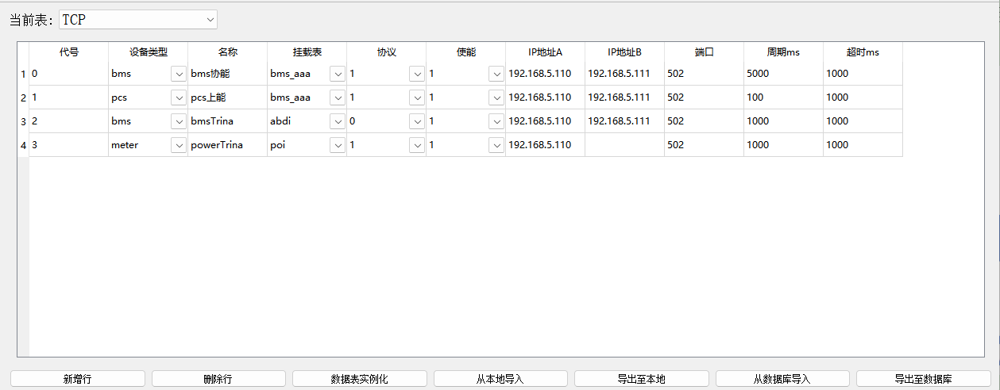 当前表: TCP
代号 设备类型 名称 挂载表 协议 使能 IP地址A IP地址B 端口 周期ms 超时ms
1 0 bms bms协能 bms_aaa 1 1 192.168.5.110 192.168.5.111 502 5000 1000
2 1 pcs pcs上能 bms_aaa 1 1 192.168.5.110 192.168.5.111 502 100 1000
3 2 bms bmsTrina abdi 0 1 192.168.5.110 192.168.5.111 502 1000 1000
4 3 meter powerTrina poi 1 1 192.168.5.110 502 1000 1000
新增行 删除行 数据表实例化 从本地导入 导出至本地 从数据库导入 导出至数据库